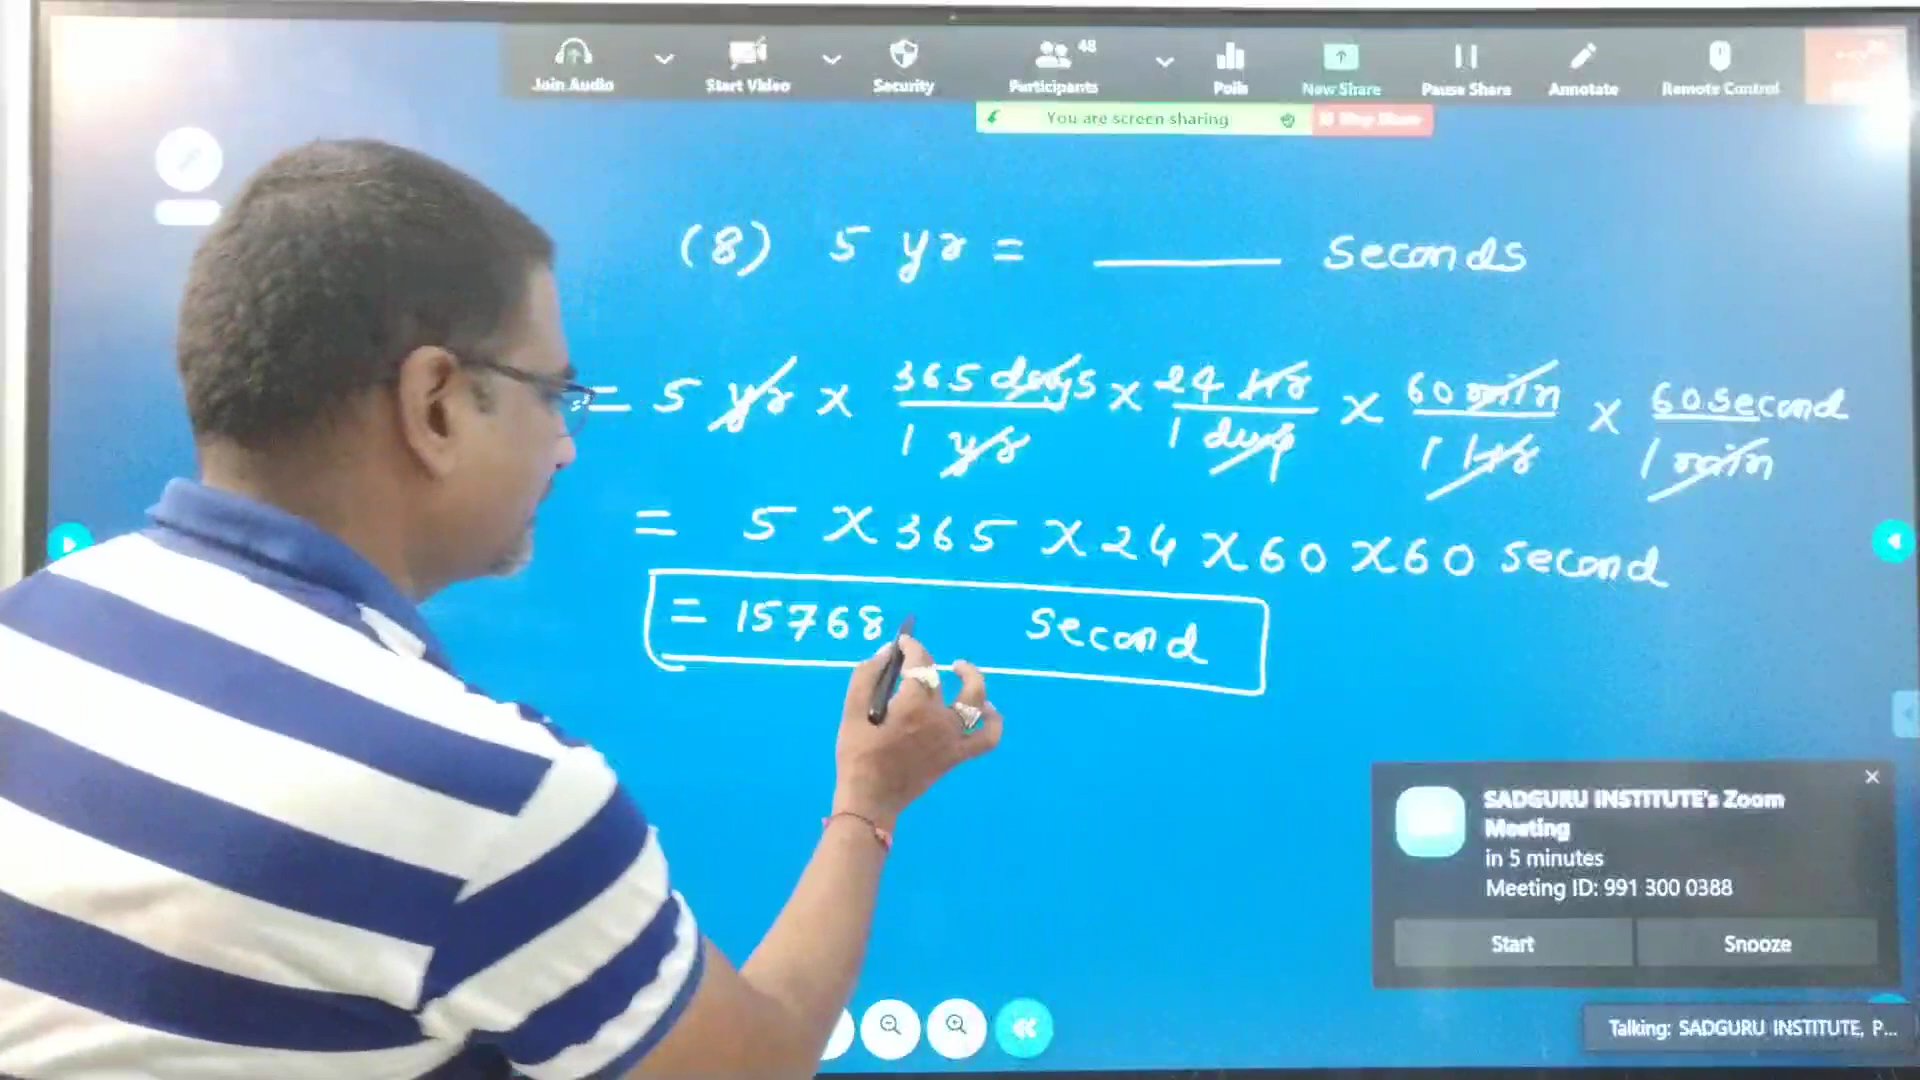 Join Audio Start Video Security Participants 48 Polls New Share Pause Share Annotate Remote Control
You are screen sharing Stop Share
(8) 5 yr = ______ seconds
= 5 yr × 365 days/1 yr × 24 Hr/1 day × 60 min/1 Hr × 60 second/1 min
= 5 × 365 × 24 × 60 × 60 second
= 15768 second
SADGURU INSTITUTE's Zoom
Meeting
in 5 minutes
Meeting ID: 991 300 0388
Start Snooze
Talking: SADGURU INSTITUTE, P...